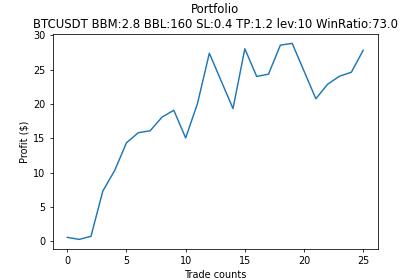 Portfolio
BTCUSDT BBM:2.8 BBL:160 SL:0.4 TP:1.2 lev:10 WinRatio:73.0
30
25
20
15
10
5
0
Profit ($)
0 5 10 15 20 25
Trade counts